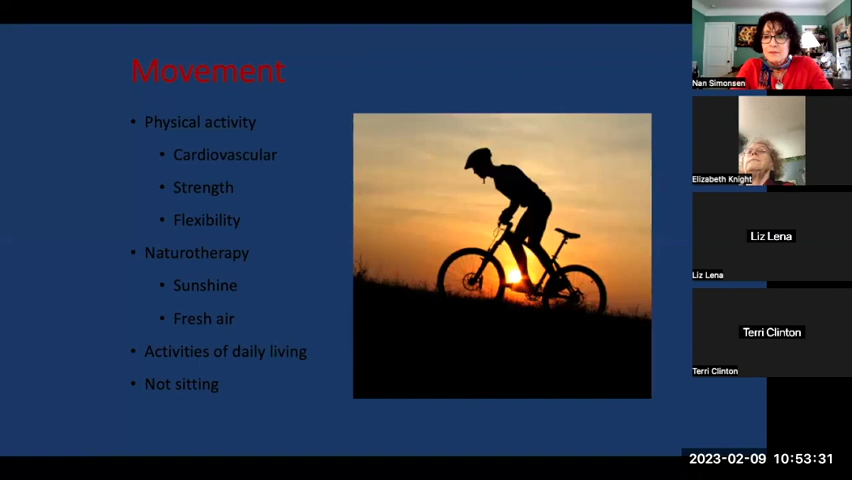 Movement
• Physical activity
• Cardiovascular
• Strength
• Flexibility
• Naturotherapy
• Sunshine
• Fresh air
• Activities of daily living
• Not sitting
Nan Simonsen
Elizabeth Knight
Liz Lena
Liz Lena
Terri Clinton
Terri Clinton
2023-02-09 10:53:31